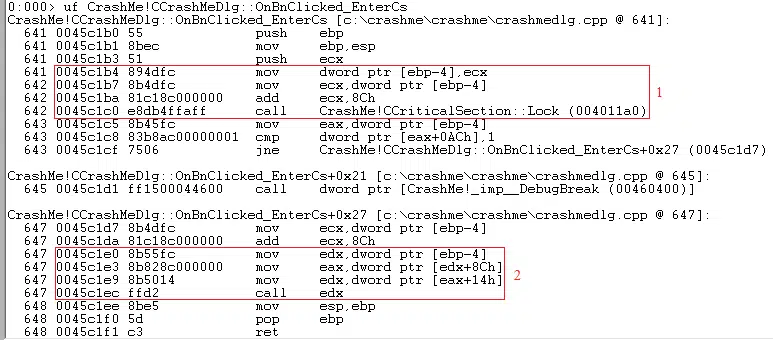 0:000> uf CrashMe!CCrashMeDlg::OnBnClicked_EnterCs
CrashMe!CCrashMeDlg::OnBnClicked_EnterCs [c:\crashme\crashme\crashmedlg.cpp @ 641]:
641 0045c1b0 55 push ebp
641 0045c1b1 8bec mov ebp,esp
641 0045c1b3 51 push ecx
641 0045c1b4 894dfc mov dword ptr [ebp-4],ecx
642 0045c1b7 8b4dfc mov ecx,dword ptr [ebp-4]
642 0045c1ba 81c18c000000 add ecx,8Ch
642 0045c1c0 e8db4ffaff call CrashMe!CCriticalSection::Lock (004011a0)
1
643 0045c1c5 8b45fc mov eax,dword ptr [ebp-4]
643 0045c1c8 83b8ac00000001 cmp dword ptr [eax+0ACh],1
643 0045c1cf 7506 jne CrashMe!CCrashMeDlg::OnBnClicked_EnterCs+0x27 (0045c1d7)
CrashMe!CCrashMeDlg::OnBnClicked_EnterCs+0x21 [c:\crashme\crashme\crashmedlg.cpp @ 645]:
645 0045c1d1 ff1500044600 call dword ptr [CrashMe!_imp__DebugBreak (00460400)]
CrashMe!CCrashMeDlg::OnBnClicked_EnterCs+0x27 [c:\crashme\crashme\crashmedlg.cpp @ 647]:
647 0045c1d7 8b4dfc mov ecx,dword ptr [ebp-4]
647 0045c1da 81c18c000000 add ecx,8Ch
647 0045c1e0 8b55fc mov edx,dword ptr [ebp-4]
647 0045c1e3 8b828c000000 mov eax,dword ptr [edx+8Ch]
647 0045c1e9 8b5014 mov edx,dword ptr [eax+14h]
647 0045c1ec ffd2 call edx
2
648 0045c1ee 8be5 mov esp,ebp
648 0045c1f0 5d pop ebp
648 0045c1f1 c3 ret